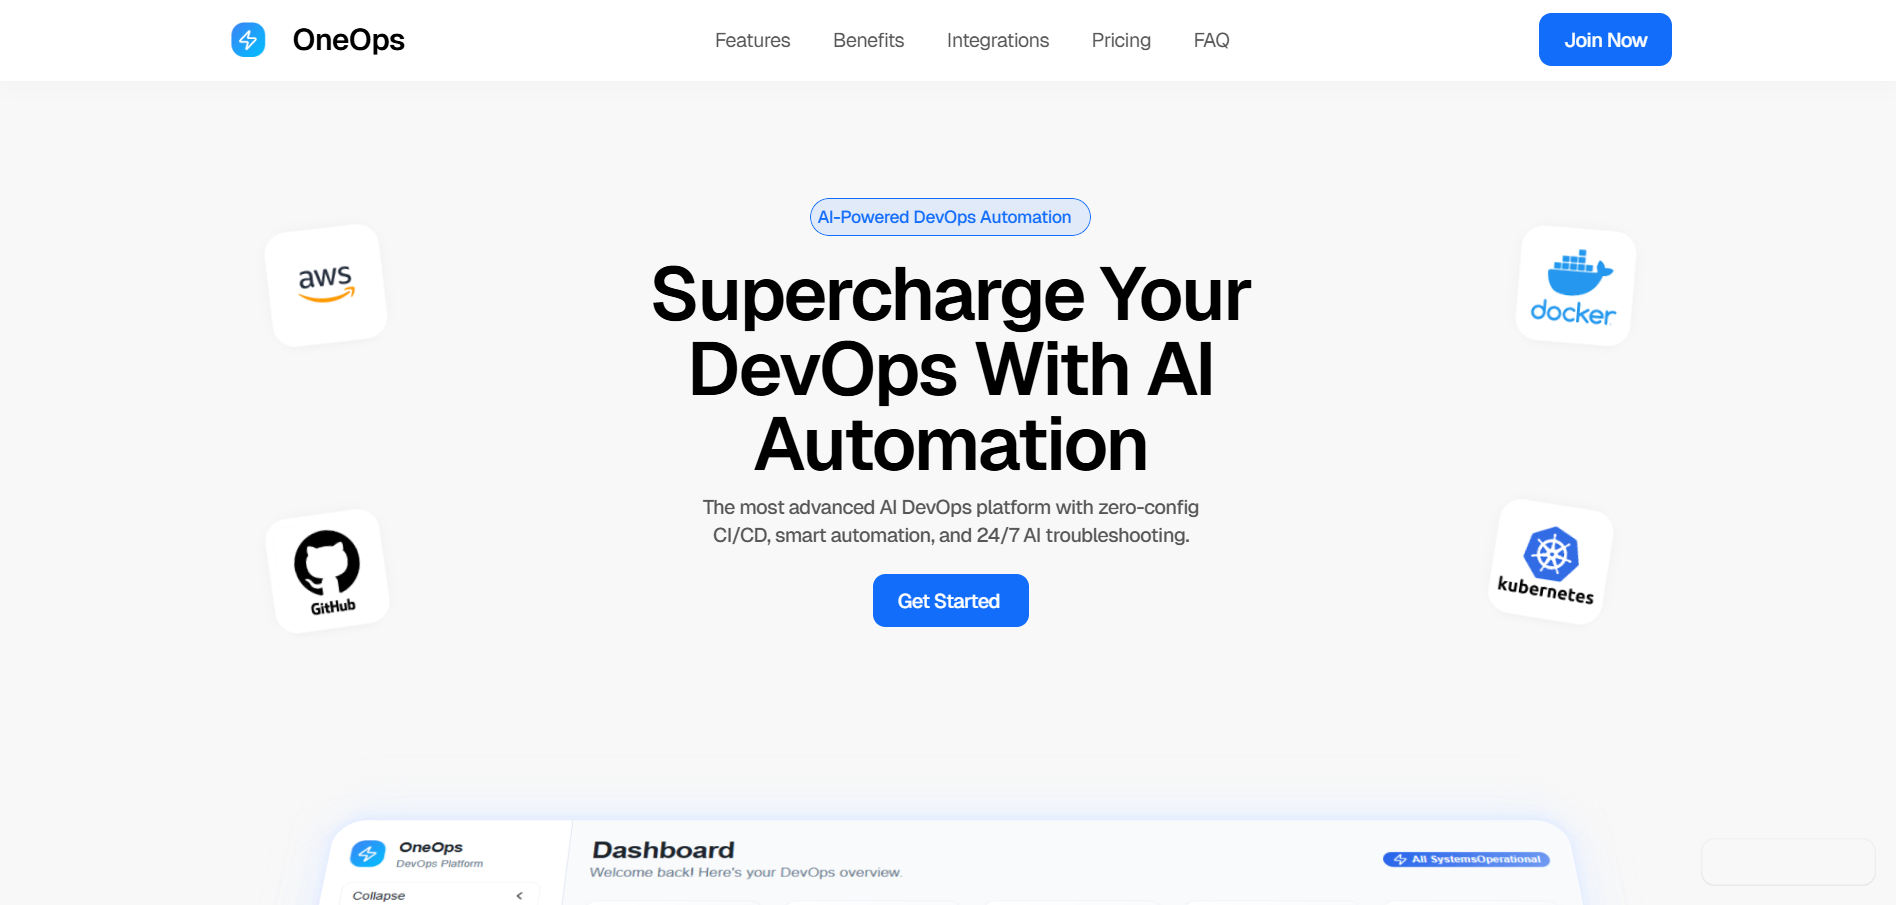 OneOps
Features
Benefits
Integrations
Pricing
FAQ
Join Now
AI-Powered DevOps Automation
Supercharge Your
DevOps With AI
Automation
The most advanced AI DevOps platform with zero-config
CI/CD, smart automation, and 24/7 AI troubleshooting.
Get Started
aws
docker
GitHub
kubernetes
OneOps
DevOps Platform
Collapse
Dashboard
Welcome back! Here's your DevOps overview.
All SystemsOperational